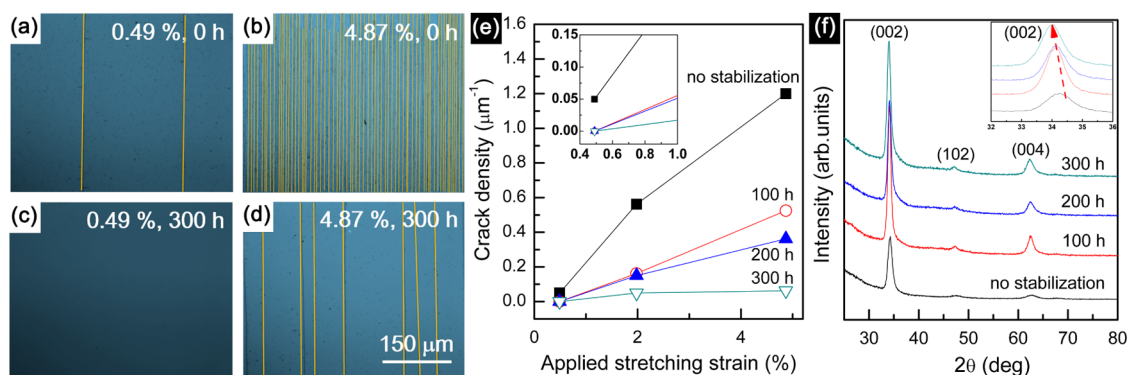 (a)
0.49 %, 0 h
(b)
4.87 %, 0 h
(c)
0.49 %, 300 h
(d)
4.87 %, 300 h
150 μm
(e)
Crack density (μm⁻¹)
1.6
1.4
1.2
1.0
0.8
0.6
0.4
0.2
0.0
0.15
0.10
0.05
0.00
0.4 0.6 0.8 1.0
no stabilization
100 h
200 h
300 h
0 2 4
Applied stretching strain (%)
(f)
Intensity (arb.units)
(002)
(002)
32 33 34 35 36
(102)
(004)
300 h
200 h
100 h
no stabilization
30 40 50 60 70 80
2θ (deg)